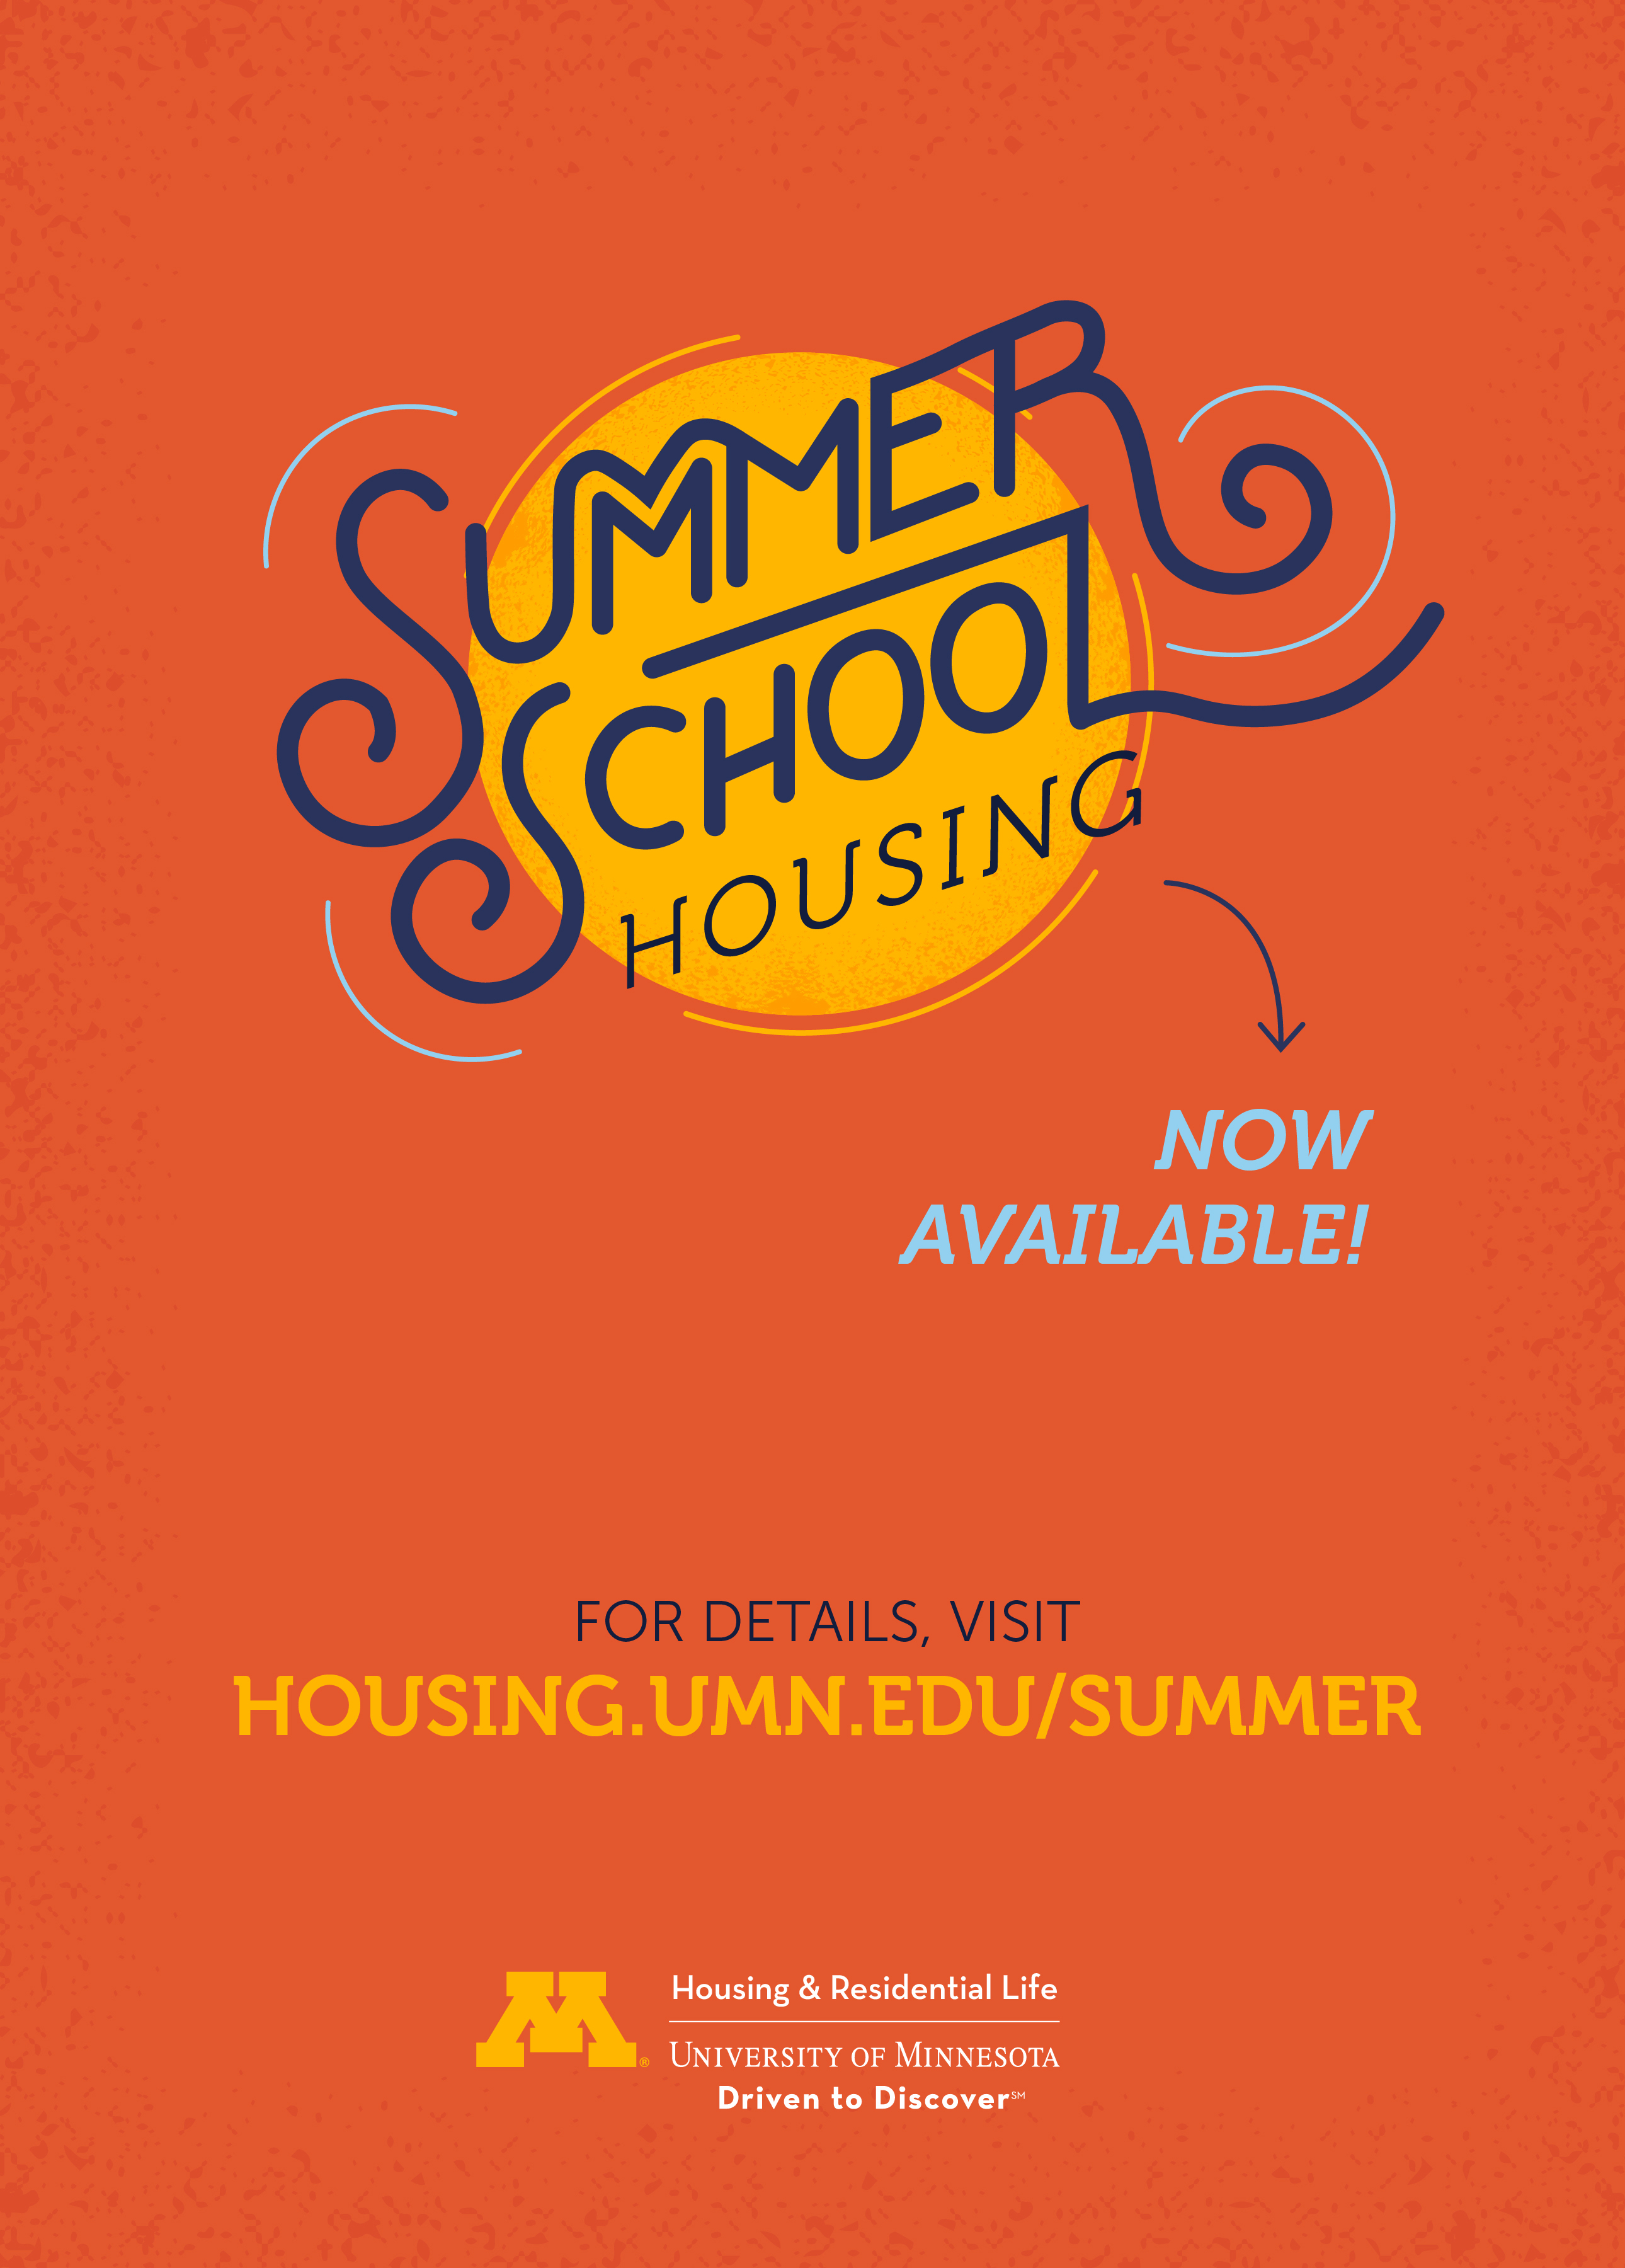 SUMMER
SCHOOL
HOUSING
NOW
AVAILABLE!
FOR DETAILS, VISIT
HOUSING.UMN.EDU/SUMMER
M®
Housing & Residential Life
UNIVERSITY OF MINNESOTA
Driven to Discover℠